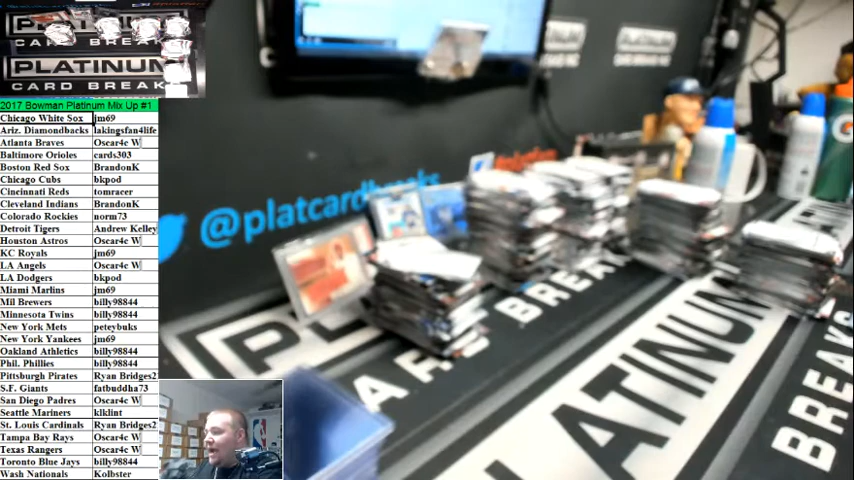 PLATINUM
CARD BREAKS
PLATINUM
CARD BREAK
2017 Bowman Platinum Mix Up #1
Chicago White Sox jm69
Ariz. Diamondbacks lakingsfan4life
Atlanta Braves Oscar4c W
Baltimore Orioles cards303
Boston Red Sox BrandonK
Chicago Cubs bkpod
Cincinnati Reds tomracer
Cleveland Indians BrandonK
Colorado Rockies norm73
Detroit Tigers Andrew Kelley
Houston Astros Oscar4c W
KC Royals jm69
LA Angels Oscar4c W
LA Dodgers bkpod
Miami Marlins jm69
Mil Brewers billy98844
Minnesota Twins billy98844
New York Mets peteybuks
New York Yankees jm69
Oakland Athletics billy98844
Phil. Phillies billy98844
Pittsburgh Pirates Ryan Bridges2
S.F. Giants fatbuddha73
San Diego Padres Oscar4c W
Seattle Mariners klklint
St. Louis Cardinals Ryan Bridges2
Tampa Bay Rays Oscar4c W
Texas Rangers Oscar4c W
Toronto Blue Jays billy98844
Wash Nationals Kolbster
PLATINUM
PLATINUM
@platcardbreaks
PLATINUM
CARD BREAKS
BREAKS